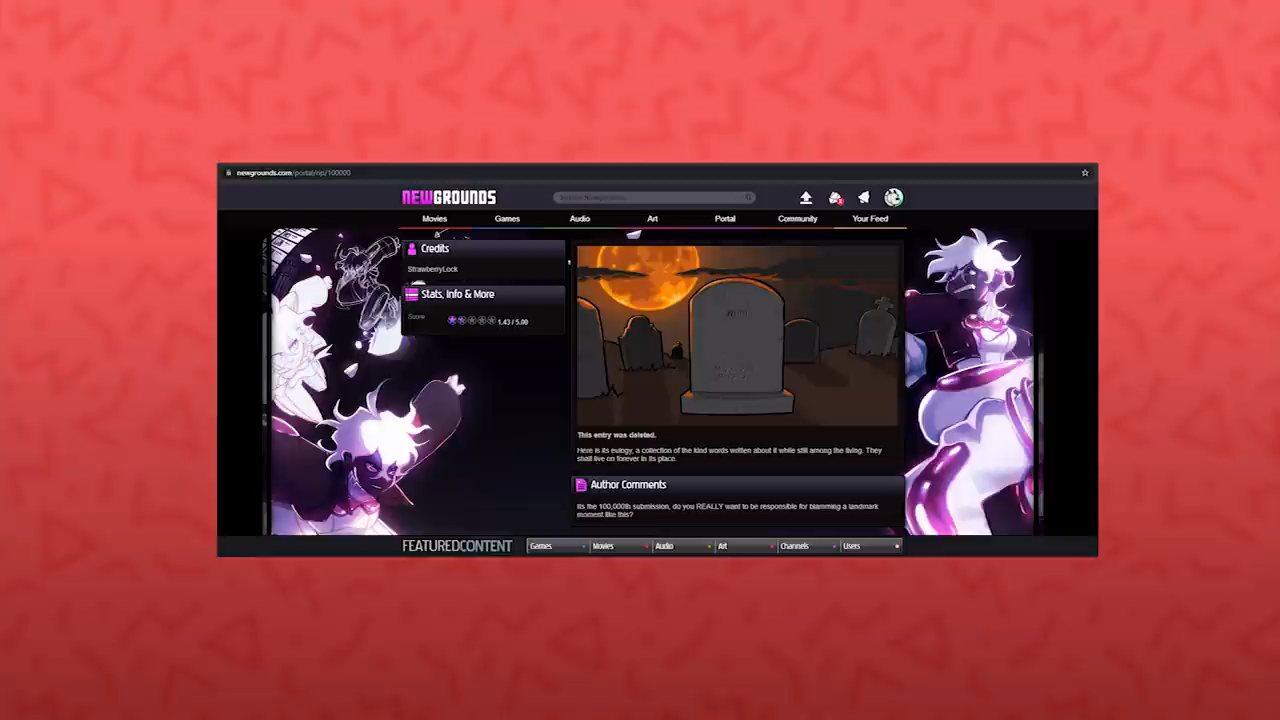 newgrounds.com/portal/rip/100000
NEWGROUNDS
Search Newgrounds...
Movies Games Audio Art Portal Community Your Feed
Credits
StrawberryLock
Stats, Info & More
Score 1.43 / 5.00
This entry was deleted.
Here is its eulogy, a collection of the kind words written about it while still among the living. They
shall live on forever in its place.
Author Comments
Its the 100,000th submission, do you REALLY want to be responsible for blamming a landmark
moment like this?
FEATUREDCONTENT Games Movies Audio Art Channels Users